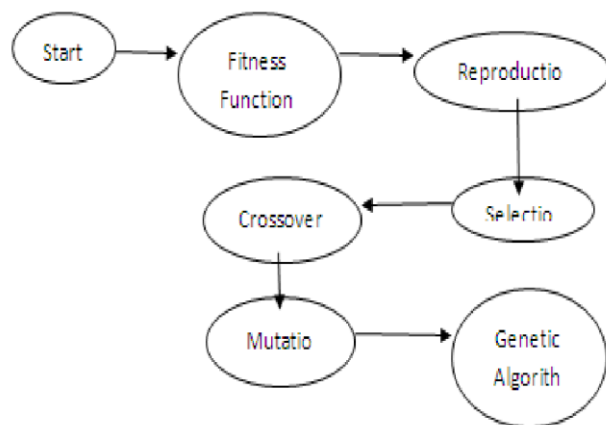 Start
Fitness
Function
Reproductio
Selectio
Crossover
Mutatio
Genetic
Algorith